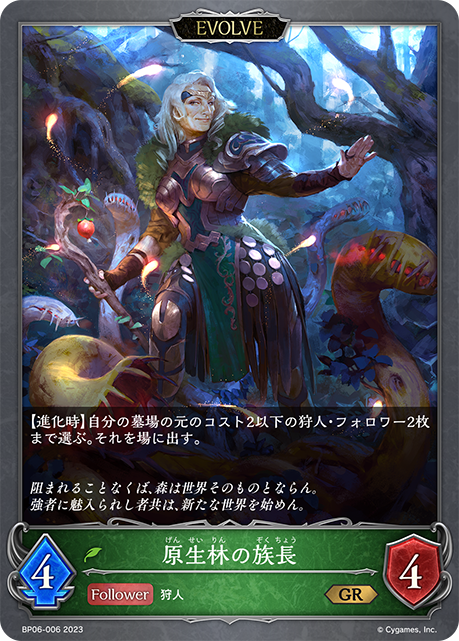 EVOLVE
【進化時】自分の墓場の元のコスト2以下の狩人・フォロワー2枚
まで選ぶ。それを場に出す。
阻まれることなくば、森は世界そのものとならん。
強者に魅入られし者共は、新たな世界を始めん。
げん せい りん ぞく ちょう
原生林の族長
4
Follower 狩人
GR
4
BP06-006 2023
© Cygames, Inc.